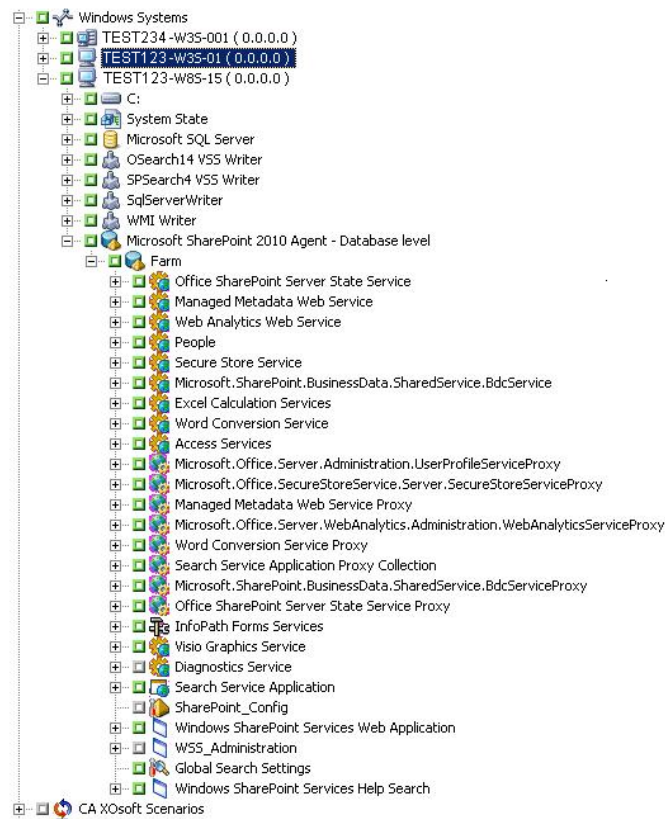 Windows Systems
TEST234-W3S-001 ( 0.0.0.0 )
TEST123-W3S-01 ( 0.0.0.0 )
TEST123-W8S-15 ( 0.0.0.0 )
C:
System State
Microsoft SQL Server
OSearch14 VSS Writer
SPSearch4 VSS Writer
SqlServerWriter
WMI Writer
Microsoft SharePoint 2010 Agent - Database level
Farm
Office SharePoint Server State Service
Managed Metadata Web Service
Web Analytics Web Service
People
Secure Store Service
Microsoft.SharePoint.BusinessData.SharedService.BdcService
Excel Calculation Services
Word Conversion Service
Access Services
Microsoft.Office.Server.Administration.UserProfileServiceProxy
Microsoft.Office.SecureStoreService.Server.SecureStoreServiceProxy
Managed Metadata Web Service Proxy
Microsoft.Office.Server.WebAnalytics.Administration.WebAnalyticsServiceProxy
Word Conversion Service Proxy
Search Service Application Proxy Collection
Microsoft.SharePoint.BusinessData.SharedService.BdcServiceProxy
Office SharePoint Server State Service Proxy
InfoPath Forms Services
Visio Graphics Service
Diagnostics Service
Search Service Application
SharePoint_Config
Windows SharePoint Services Web Application
WSS_Administration
Global Search Settings
Windows SharePoint Services Help Search
CA XOsoft Scenarios